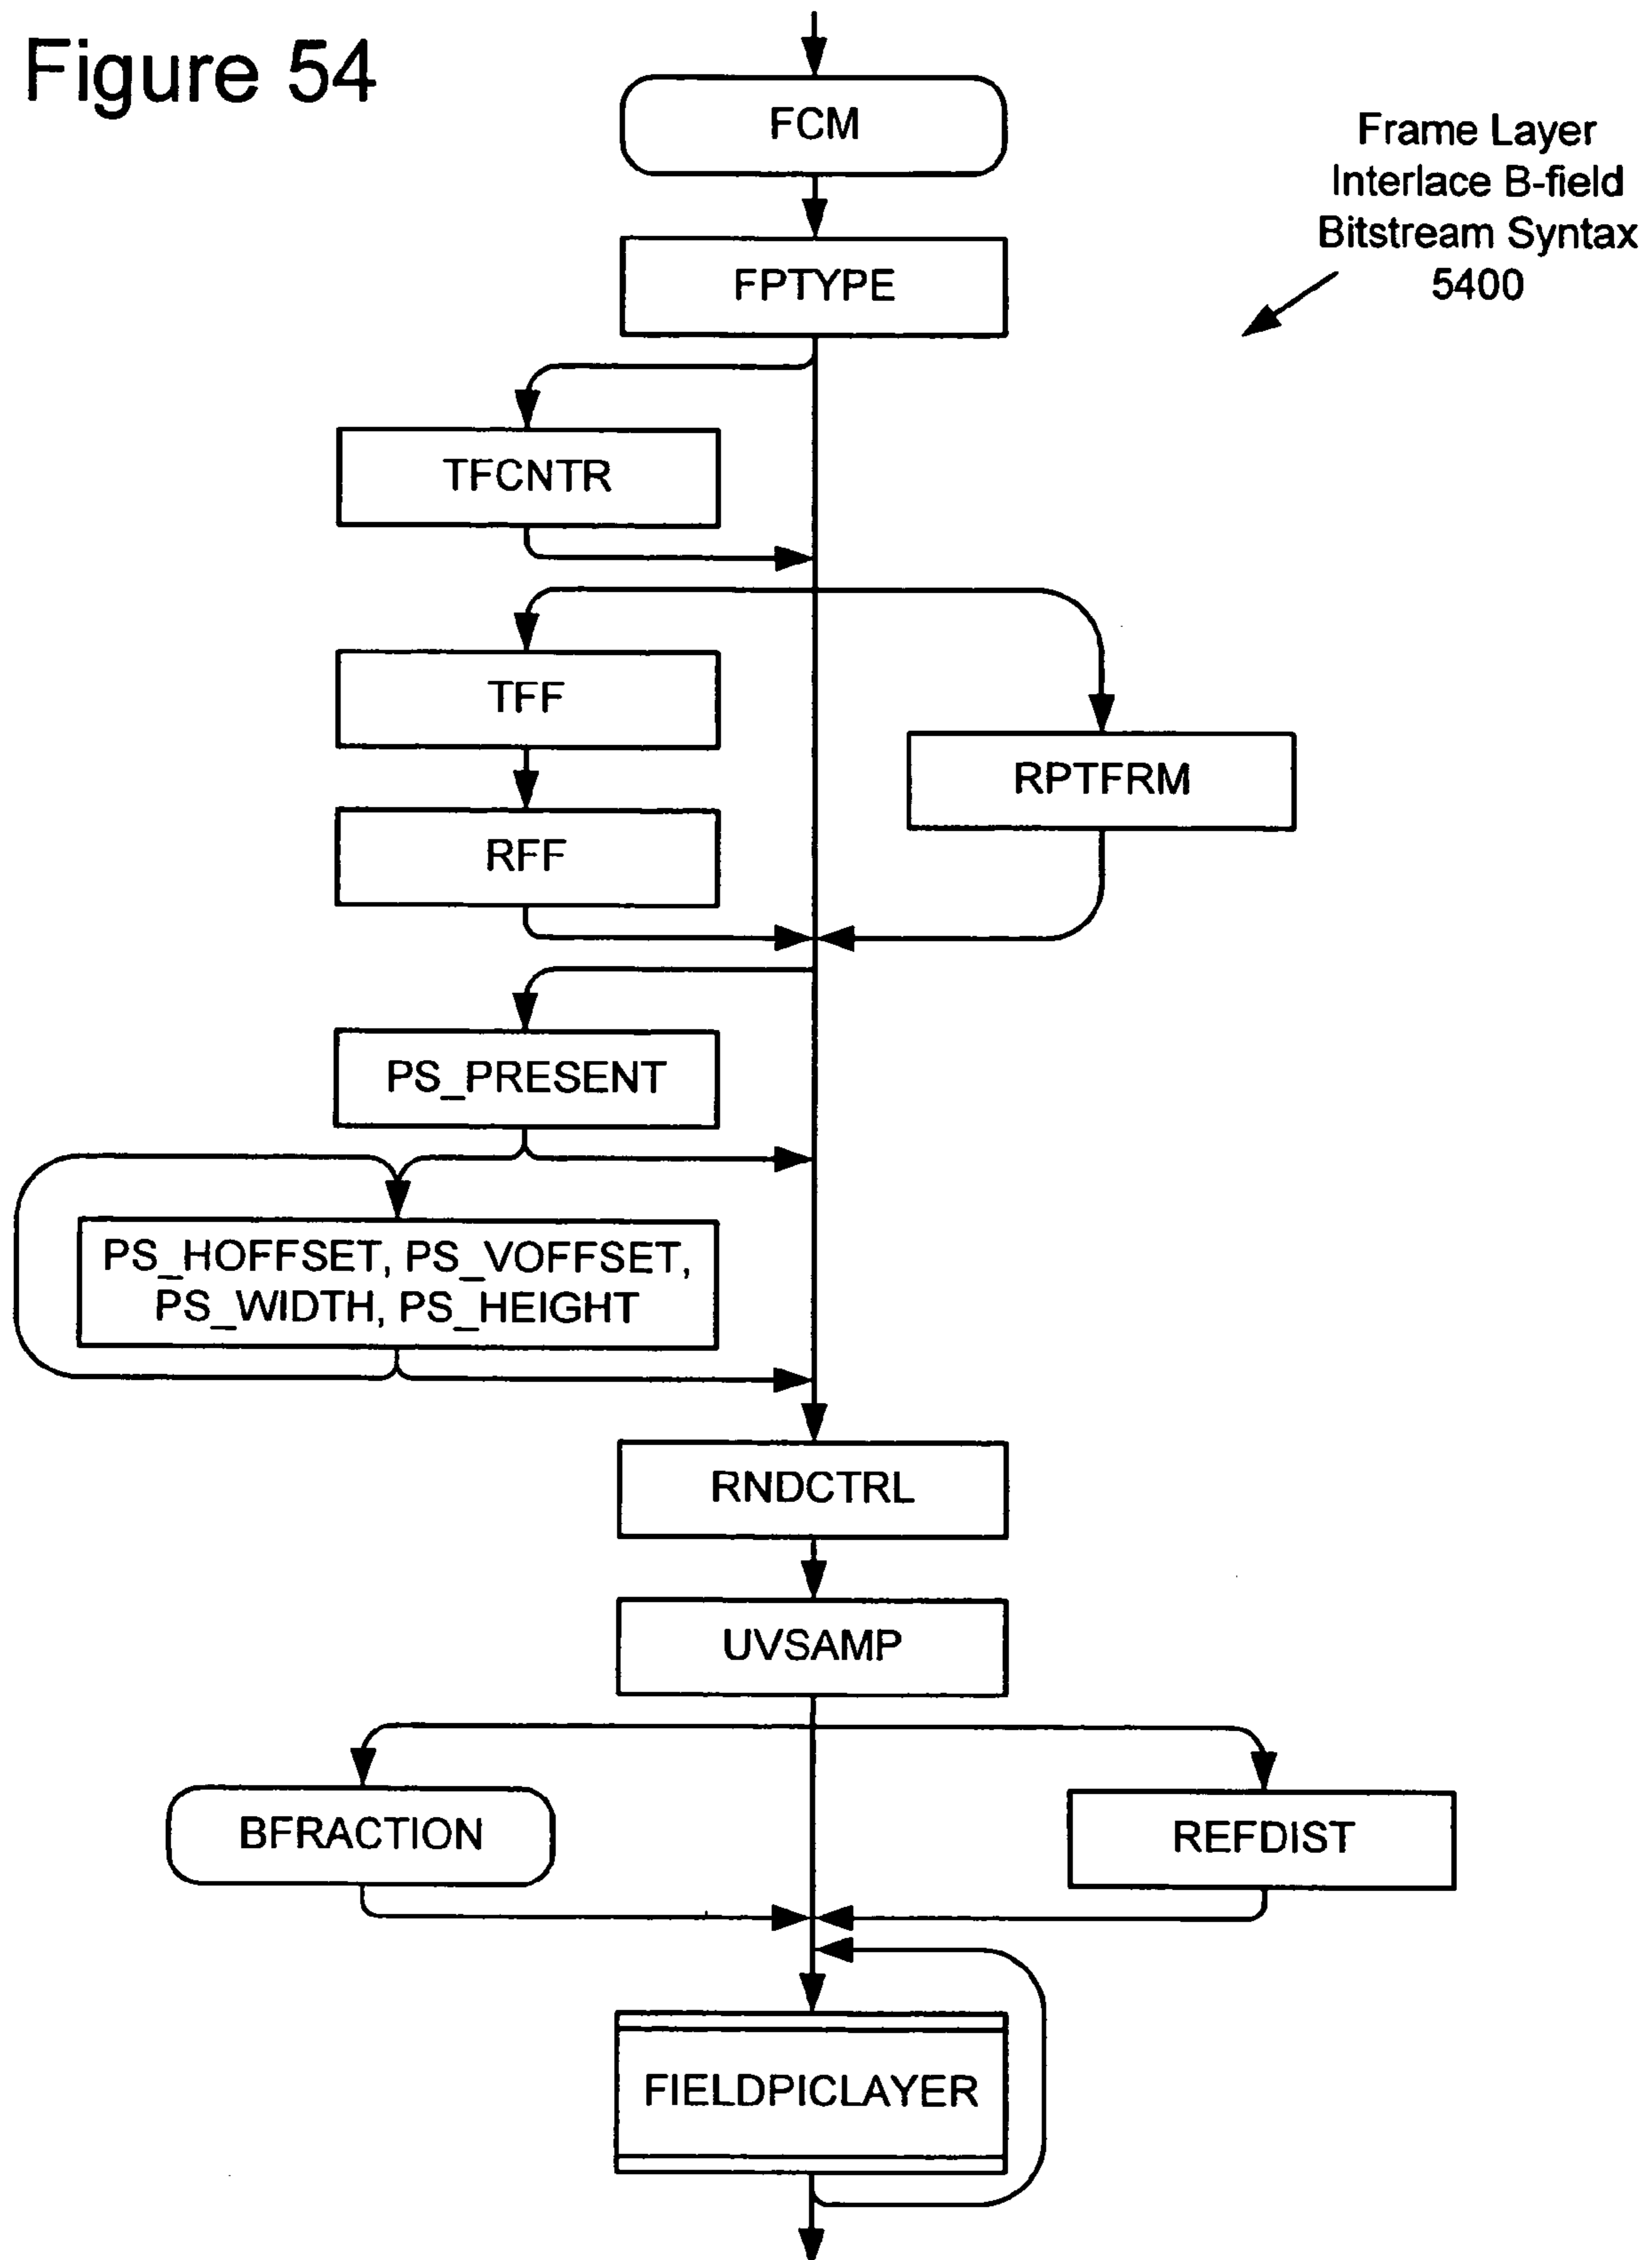 Figure 54
FCM
Frame Layer
Interlace B-field
Bitstream Syntax
5400
FPTYPE
TFCNTR
TFF
RPTFRM
RFF
PS_PRESENT
PS_HOFFSET, PS_VOFFSET,
PS_WIDTH, PS_HEIGHT
RNDCTRL
UVSAMP
BFRACTION
REFDIST
FIELDPICLAYER